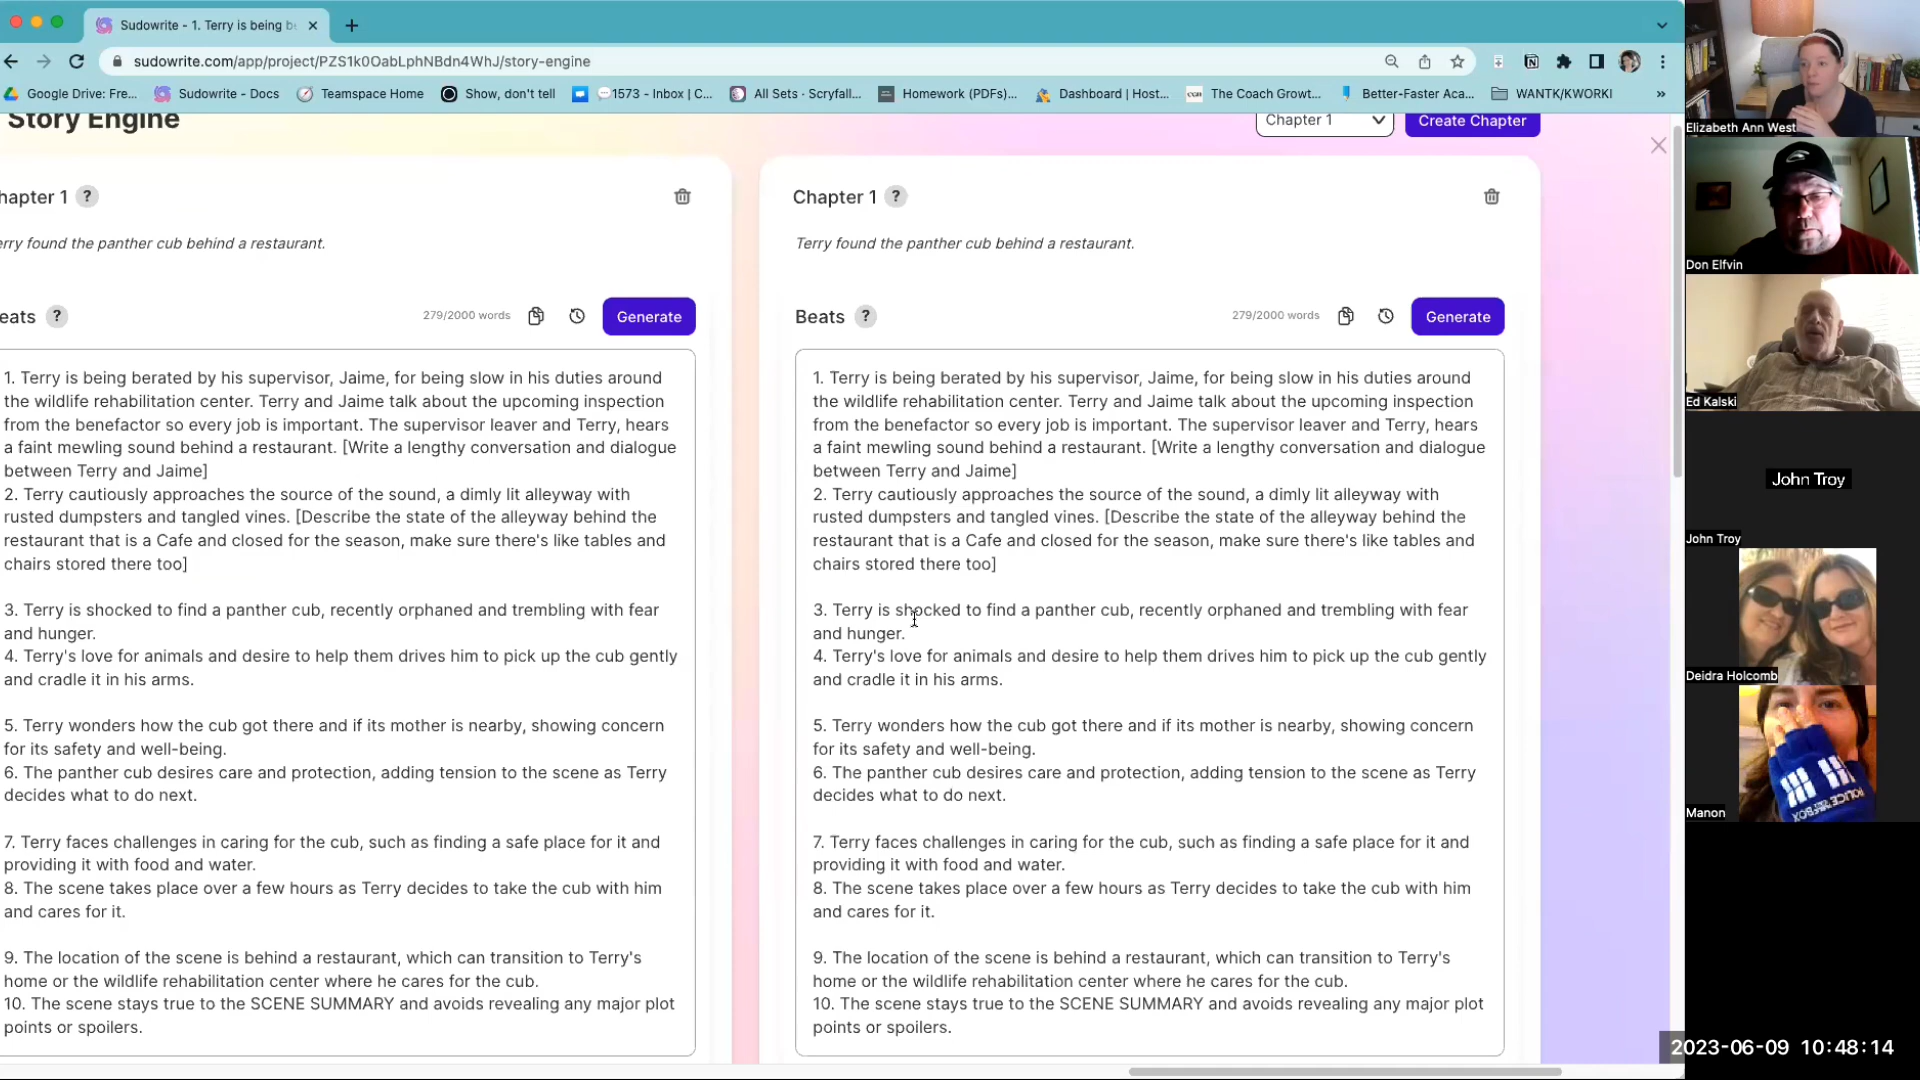 Sudowrite - 1. Terry is being b
sudowrite.com/app/project/PZS1k0OabLphNBdn4WhJ/story-engine
Google Drive: Fre...
Sudowrite - Docs
Teamspace Home
Show, don't tell
1573 - Inbox | C...
All Sets - Scryfall...
Homework (PDFs)...
Dashboard | Host...
The Coach Growt...
Better-Faster Aca...
WANTK/KWORKI
»
Story Engine
Chapter 1
Create Chapter
hapter 1 ?
erry found the panther cub behind a restaurant.
eats ?
279/2000 words
Generate
1. Terry is being berated by his supervisor, Jaime, for being slow in his duties around
the wildlife rehabilitation center. Terry and Jaime talk about the upcoming inspection
from the benefactor so every job is important. The supervisor leaver and Terry, hears
a faint mewling sound behind a restaurant. [Write a lengthy conversation and dialogue
between Terry and Jaime]
2. Terry cautiously approaches the source of the sound, a dimly lit alleyway with
rusted dumpsters and tangled vines. [Describe the state of the alleyway behind the
restaurant that is a Cafe and closed for the season, make sure there's like tables and
chairs stored there too]
3. Terry is shocked to find a panther cub, recently orphaned and trembling with fear
and hunger.
4. Terry's love for animals and desire to help them drives him to pick up the cub gently
and cradle it in his arms.
5. Terry wonders how the cub got there and if its mother is nearby, showing concern
for its safety and well-being.
6. The panther cub desires care and protection, adding tension to the scene as Terry
decides what to do next.
7. Terry faces challenges in caring for the cub, such as finding a safe place for it and
providing it with food and water.
8. The scene takes place over a few hours as Terry decides to take the cub with him
and cares for it.
9. The location of the scene is behind a restaurant, which can transition to Terry's
home or the wildlife rehabilitation center where he cares for the cub.
10. The scene stays true to the SCENE SUMMARY and avoids revealing any major plot
points or spoilers.
Chapter 1 ?
Terry found the panther cub behind a restaurant.
Beats ?
279/2000 words
Generate
1. Terry is being berated by his supervisor, Jaime, for being slow in his duties around
the wildlife rehabilitation center. Terry and Jaime talk about the upcoming inspection
from the benefactor so every job is important. The supervisor leaver and Terry, hears
a faint mewling sound behind a restaurant. [Write a lengthy conversation and dialogue
between Terry and Jaime]
2. Terry cautiously approaches the source of the sound, a dimly lit alleyway with
rusted dumpsters and tangled vines. [Describe the state of the alleyway behind the
restaurant that is a Cafe and closed for the season, make sure there's like tables and
chairs stored there too]
3. Terry is shocked to find a panther cub, recently orphaned and trembling with fear
and hunger.
4. Terry's love for animals and desire to help them drives him to pick up the cub gently
and cradle it in his arms.
5. Terry wonders how the cub got there and if its mother is nearby, showing concern
for its safety and well-being.
6. The panther cub desires care and protection, adding tension to the scene as Terry
decides what to do next.
7. Terry faces challenges in caring for the cub, such as finding a safe place for it and
providing it with food and water.
8. The scene takes place over a few hours as Terry decides to take the cub with him
and cares for it.
9. The location of the scene is behind a restaurant, which can transition to Terry's
home or the wildlife rehabilitation center where he cares for the cub.
10. The scene stays true to the SCENE SUMMARY and avoids revealing any major plot
points or spoilers.
Elizabeth Ann West
Don Elfvin
Ed Kalski
John Troy
John Troy
Deidra Holcomb
POLICE BOX
Manon
2023-06-09 10:48:14